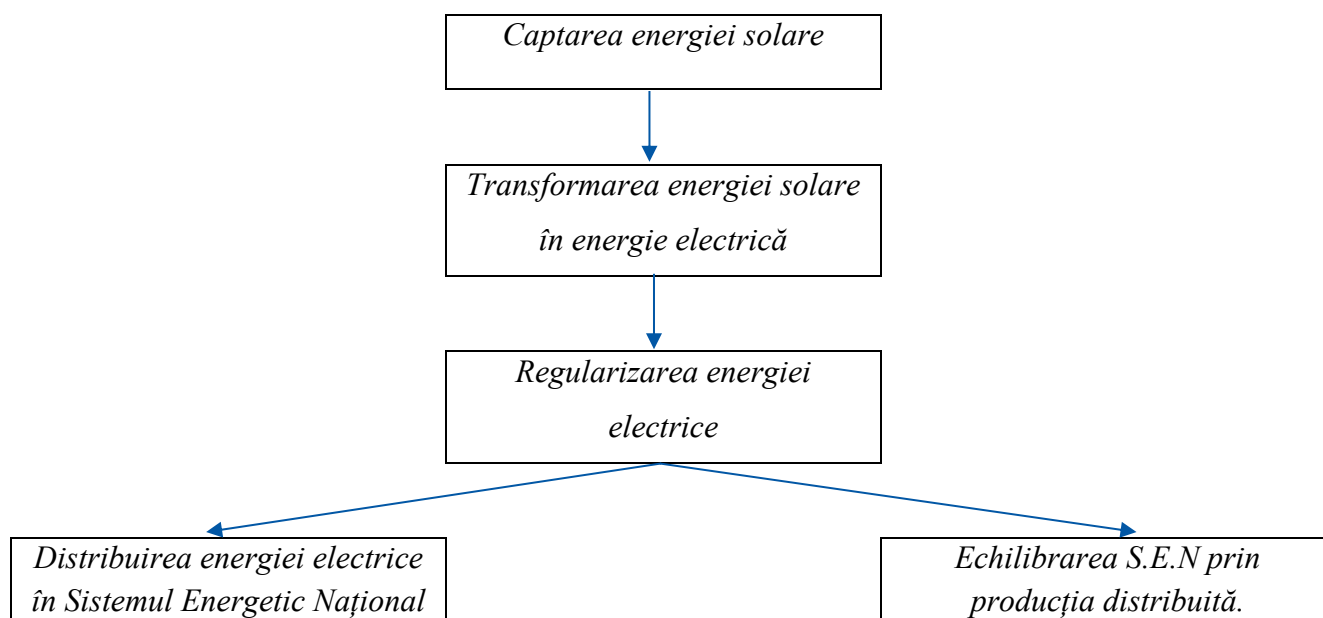 Captarea energiei solare
Transformarea energiei solare
în energie electrică
Regularizarea energiei
electrice
Distribuirea energiei electrice
în Sistemul Energetic Național
Echilibrarea S.E.N prin
producția distribuită.